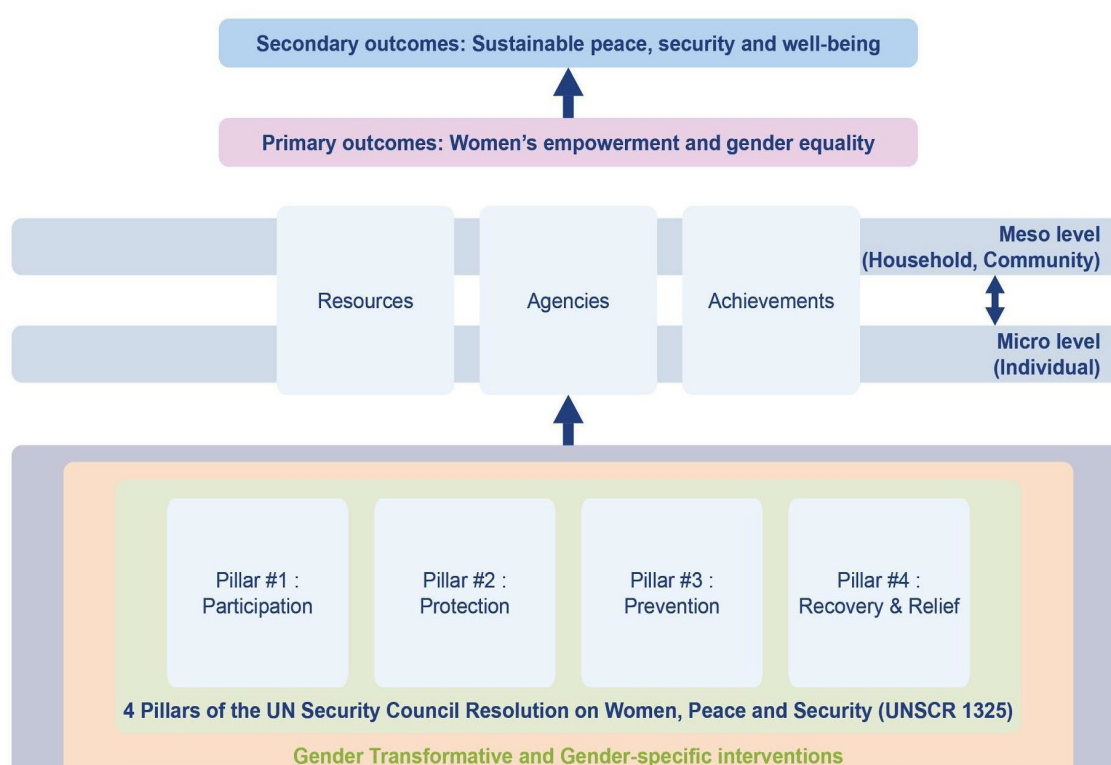 Secondary outcomes: Sustainable peace, security and well-being
Primary outcomes: Women's empowerment and gender equality
Meso level
(Household, Community)
Resources
Agencies
Achievements
Micro level
(Individual)
Pillar #1 :
Participation
Pillar #2 :
Protection
Pillar #3 :
Prevention
Pillar #4 :
Recovery & Relief
4 Pillars of the UN Security Council Resolution on Women, Peace and Security (UNSCR 1325)
Gender Transformative and Gender-specific interventions